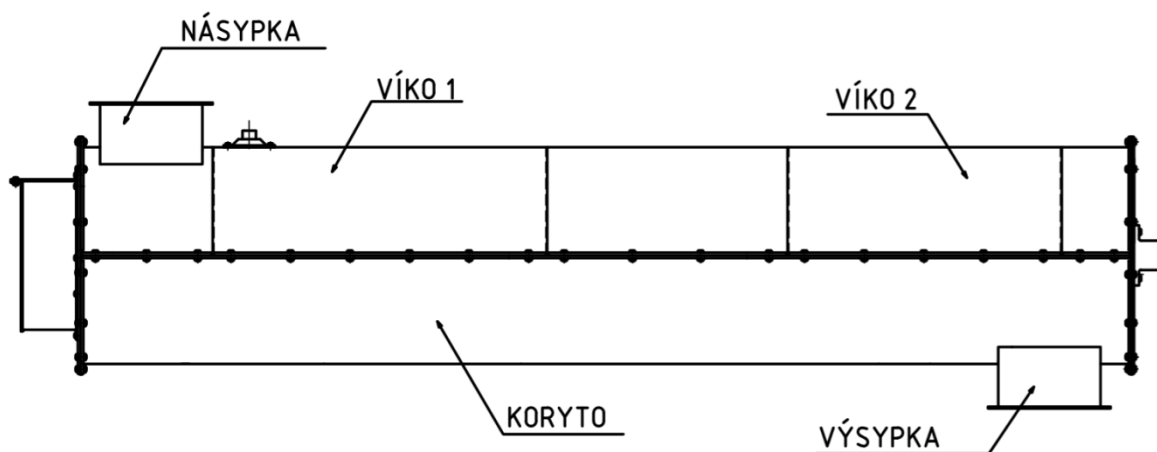 NÁSYPKA
VÍKO 1
VÍKO 2
KORYTO
VÝSYPKA